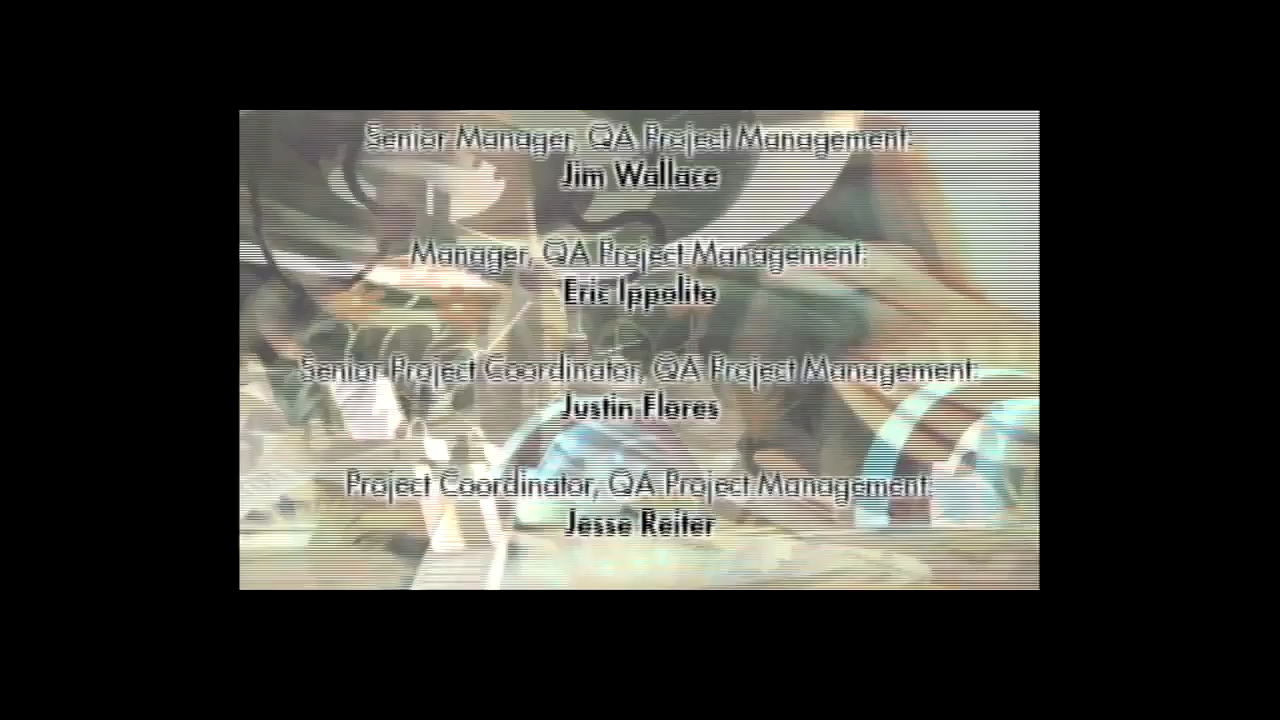 Senior Manager, QA Project Management:
Jim Wallace
Manager, QA Project Management:
Eric Ippolito
Senior Project Coordinator, QA Project Management:
Justin Flores
Project Coordinator, QA Project Management:
Jesse Reiter